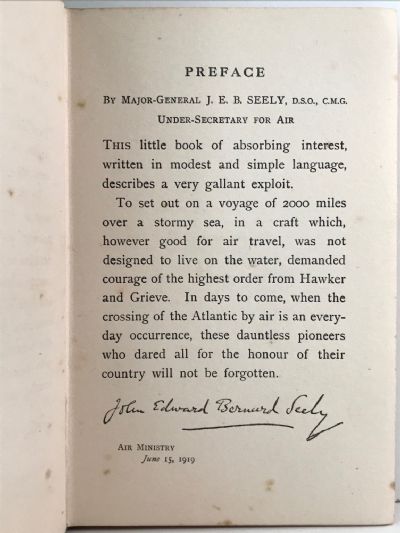 PREFACE
BY MAJOR-GENERAL J. E. B. SEELY, D.S.O., C.M.G.
UNDER-SECRETARY FOR AIR
THIS little book of absorbing interest,
written in modest and simple language,
describes a very gallant exploit.
To set out on a voyage of 2000 miles
over a stormy sea, in a craft which,
however good for air travel, was not
designed to live on the water, demanded
courage of the highest order from Hawker
and Grieve. In days to come, when the
crossing of the Atlantic by air is an every-
day occurrence, these dauntless pioneers
who dared all for the honour of their
country will not be forgotten.
John Edward Bernard Seely
AIR MINISTRY
June 15, 1919